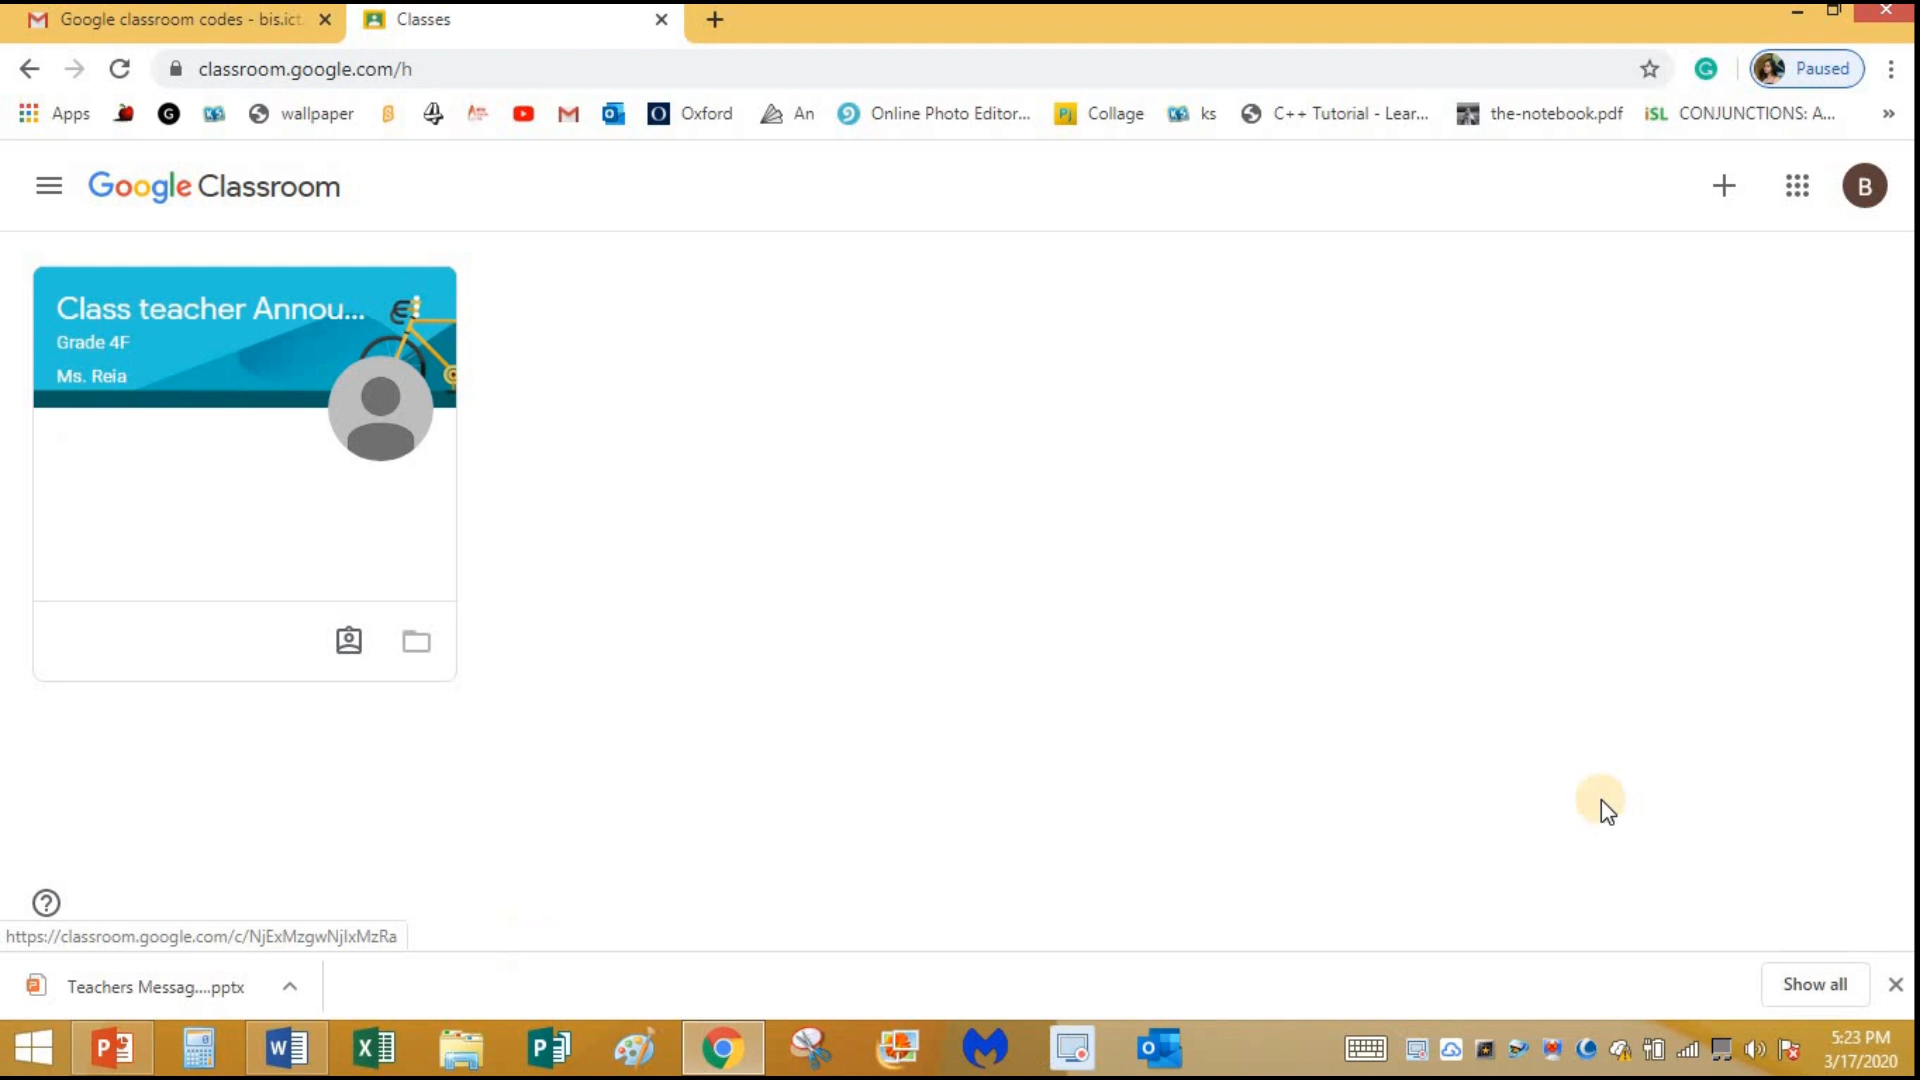 Google classroom codes - bis.ict
Classes
classroom.google.com/h
Paused
Apps
wallpaper
Oxford
An
Online Photo Editor...
Collage
ks
C++ Tutorial - Lear...
the-notebook.pdf
iSL
CONJUNCTIONS: A...
Google Classroom
B
Class teacher Annou...
Grade 4F
Ms. Reia
https://classroom.google.com/c/NjExMzgwNjIxMzRa
Teachers Messag....pptx
Show all
5:23 PM
3/17/2020